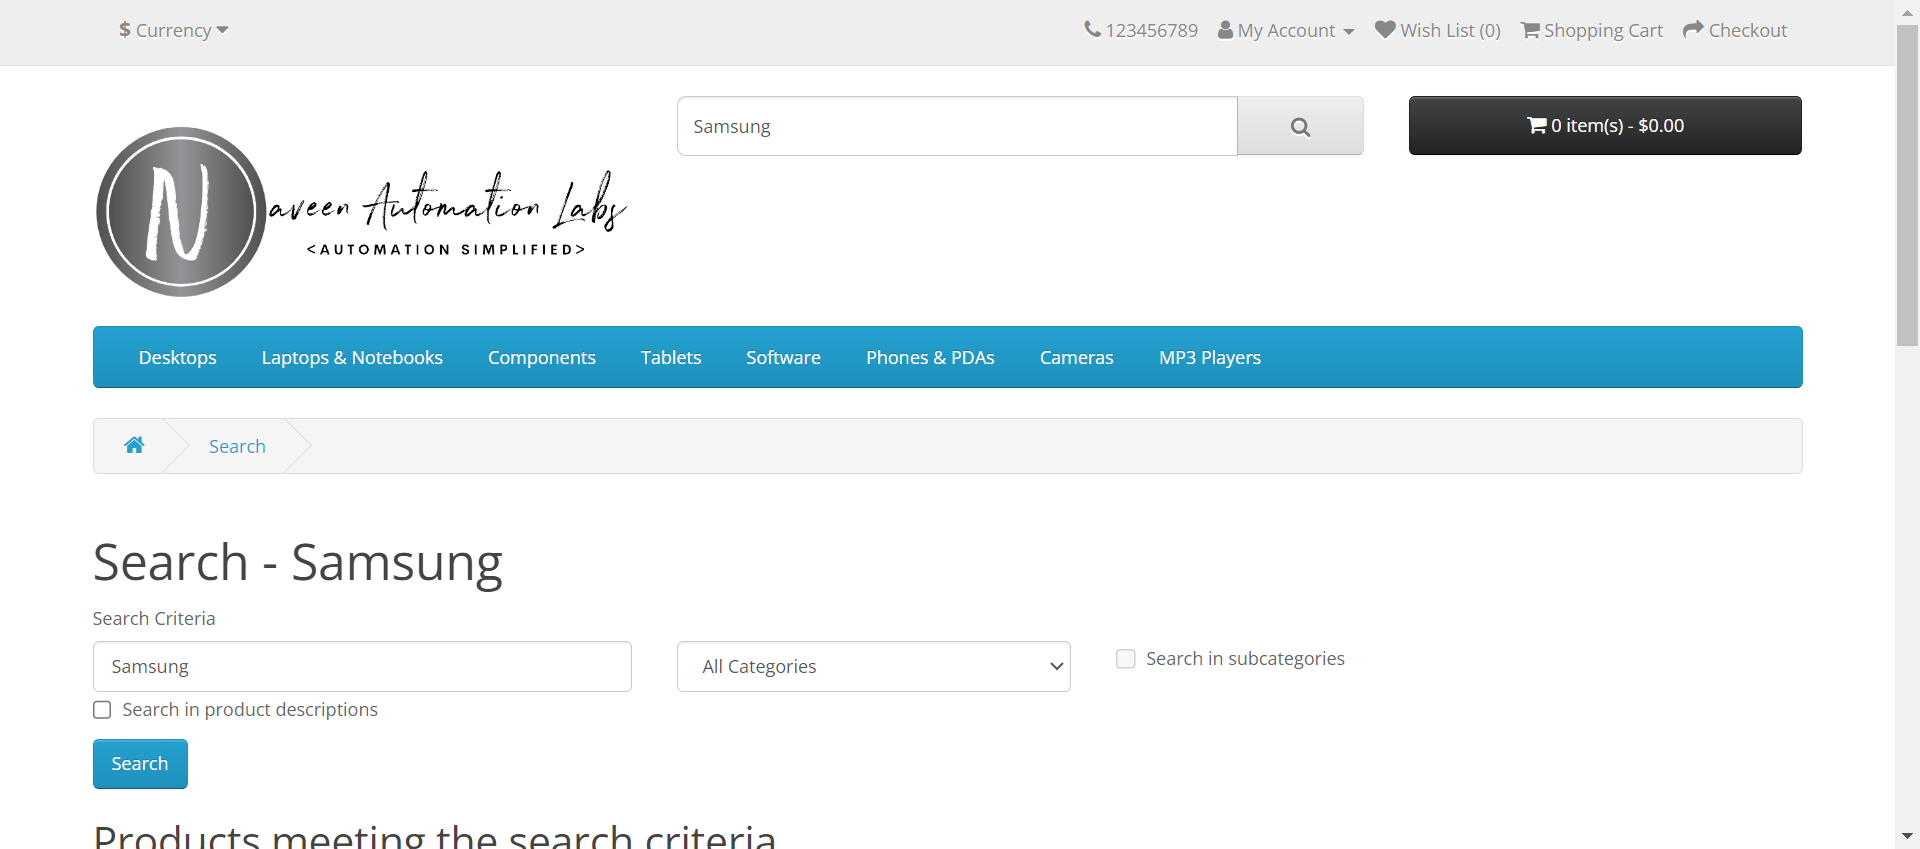 $ Currency
123456789 My Account Wish List (0) Shopping Cart Checkout
Samsung
0 item(s) - $0.00
Naveen Automation Labs
<AUTOMATION SIMPLIFIED>
Desktops Laptops & Notebooks Components Tablets Software Phones & PDAs Cameras MP3 Players
Search
Search - Samsung
Search Criteria
Samsung
All Categories
Search in subcategories
Search in product descriptions
Search
Products meeting the search criteria